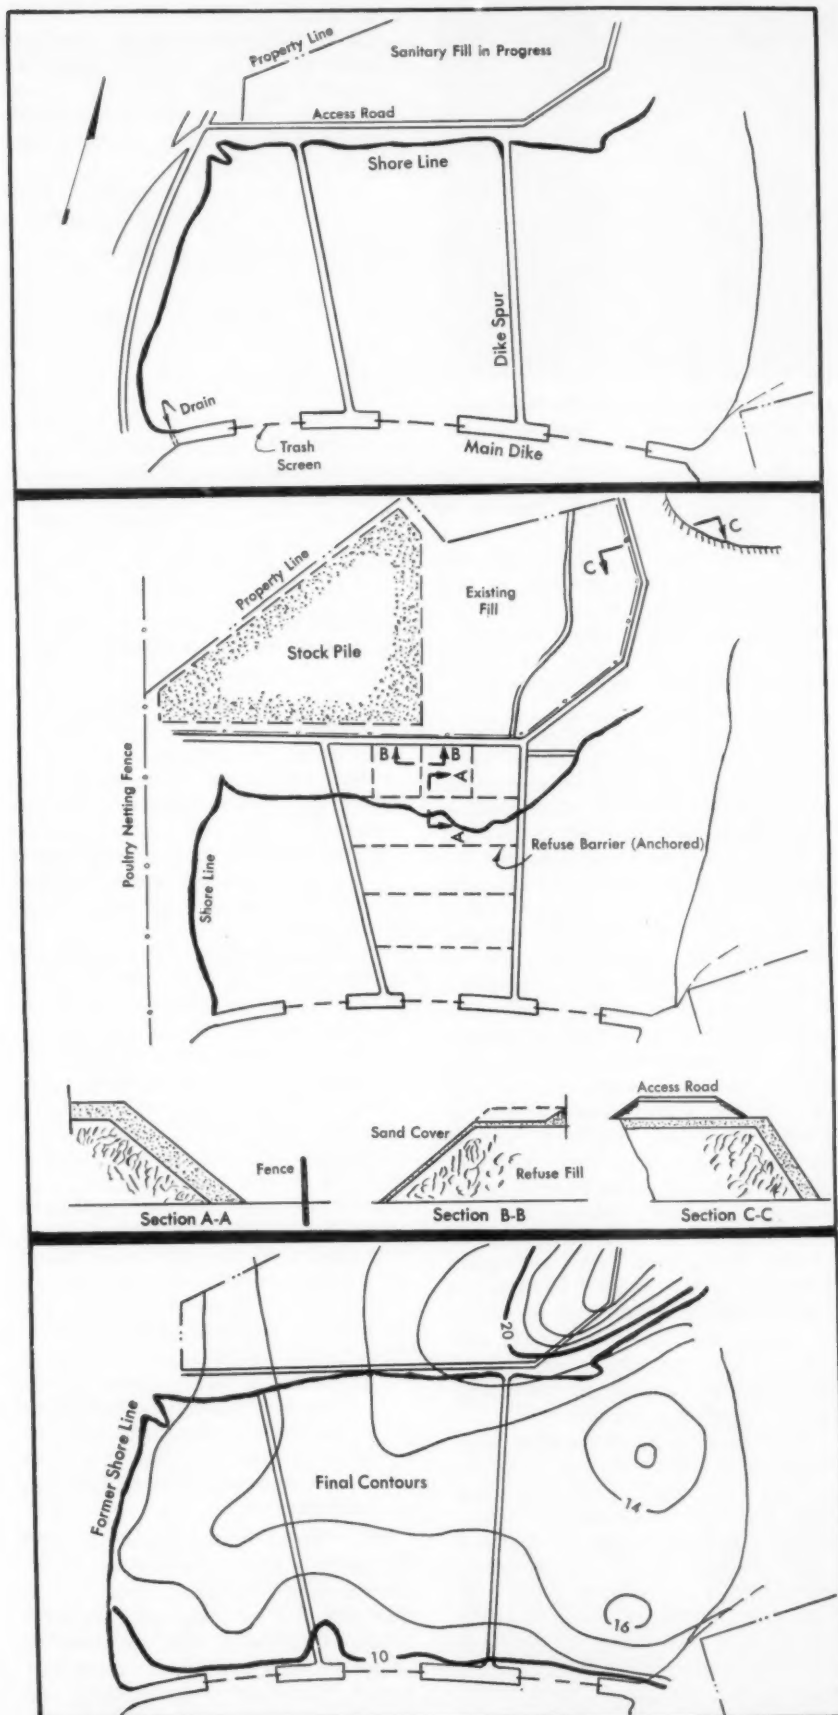 Property Line
Sanitary Fill in Progress
Access Road
Shore Line
Dike Spur
Drain
Trash
Screen
Main Dike
Property Line
C
C
Existing
Fill
Stock Pile
Poultry Netting Fence
B
B
A
A
Refuse Barrier (Anchored)
Shore Line
Access Road
Sand Cover
Fence
Refuse Fill
Section A-A
Section B-B
Section C-C
20
Former Shore Line
Final Contours
14
16
10